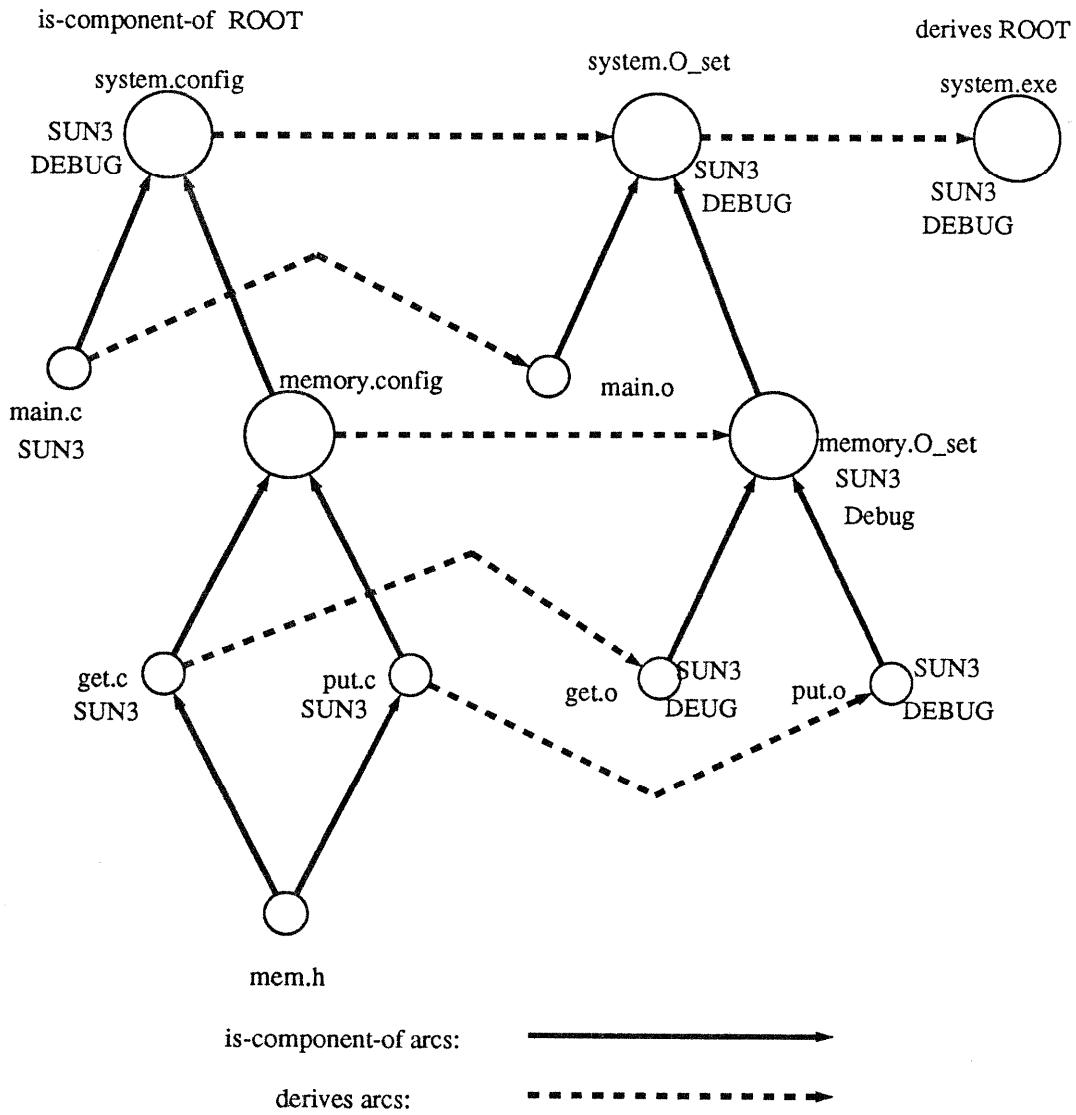 is-component-of ROOT
derives ROOT
system.config
system.O_set
system.exe
SUN3
DEBUG
SUN3
DEBUG
SUN3
DEBUG
main.c
SUN3
memory.config
main.o
memory.O_set
SUN3
Debug
get.c
SUN3
put.c
SUN3
get.o
SUN3
DEUG
put.o
SUN3
DEBUG
mem.h
is-component-of arcs:
derives arcs: